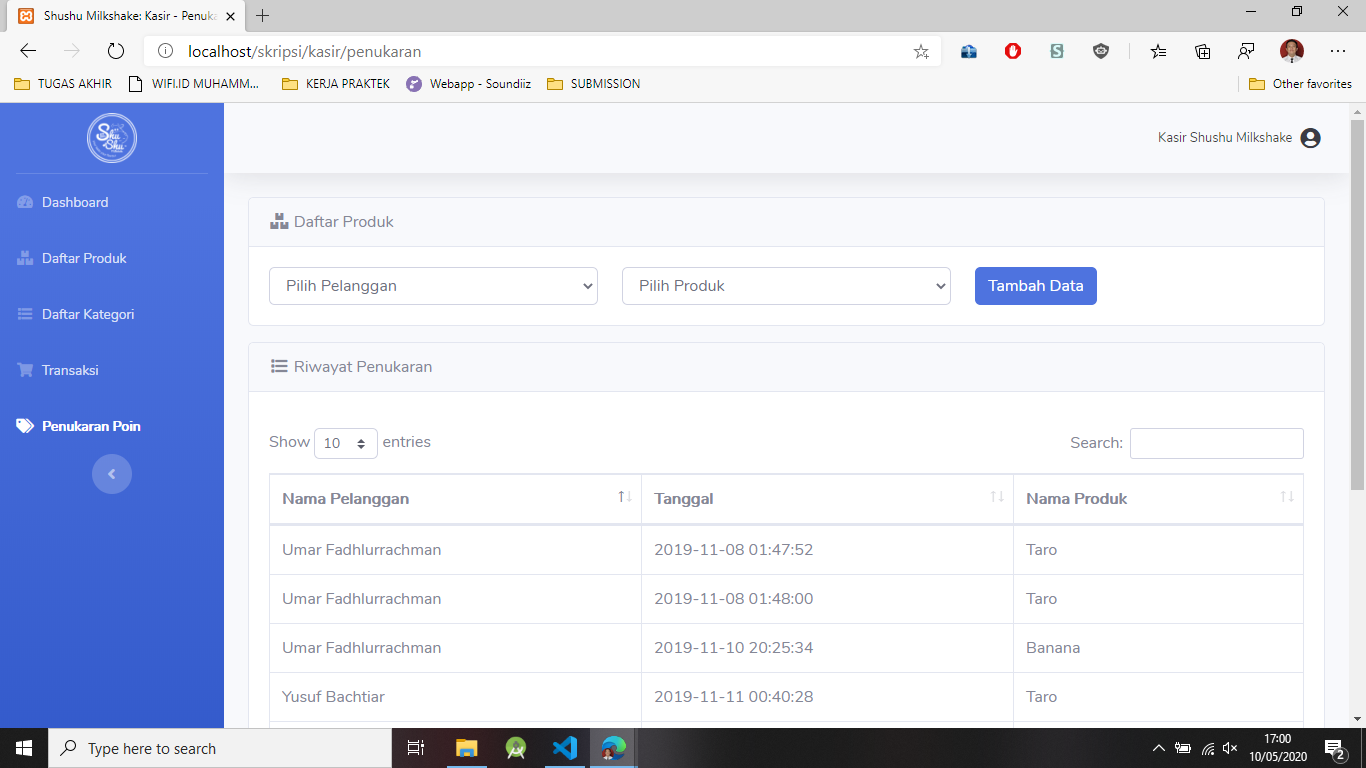 Shushu Milkshake: Kasir - Penuka
localhost/skripsi/kasir/penukaran
TUGAS AKHIR
WIFI.ID MUHAMM...
KERJA PRAKTEK
Webapp - Soundiiz
SUBMISSION
Other favorites
Shu Shu
Kasir Shushu Milkshake
Dashboard
Daftar Produk
Daftar Kategori
Transaksi
Penukaran Poin
Daftar Produk
Pilih Pelanggan
Pilih Produk
Tambah Data
Riwayat Penukaran
Show 10 entries
Search:
Nama Pelanggan Tanggal Nama Produk
Umar Fadhlurrachman 2019-11-08 01:47:52 Taro
Umar Fadhlurrachman 2019-11-08 01:48:00 Taro
Umar Fadhlurrachman 2019-11-10 20:25:34 Banana
Yusuf Bachtiar 2019-11-11 00:40:28 Taro
Type here to search
17:00
10/05/2020
2